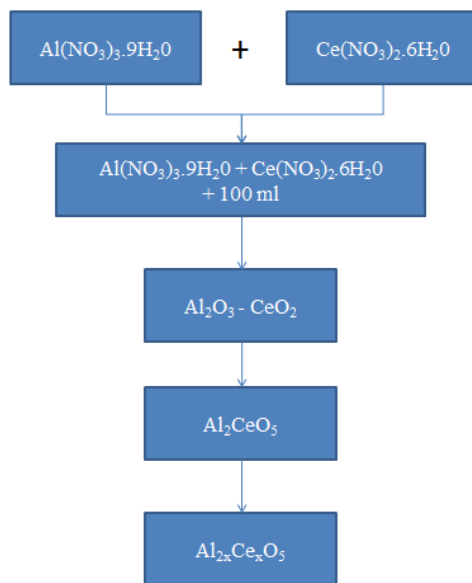 Al(NO₃)₃.9H₂0
+
Ce(NO₃)₂.6H₂0
Al(NO₃)₃.9H₂0 + Ce(NO₃)₂.6H₂0
+ 100 ml
Al₂O₃ - CeO₂
Al₂CeO₅
Al₂ₓCeₓO₅